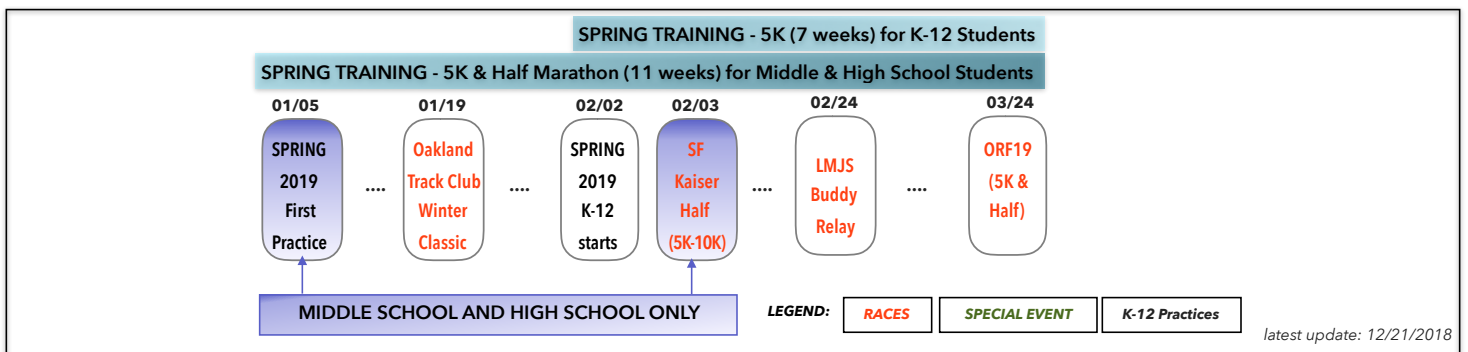 SPRING TRAINING - 5K (7 weeks) for K-12 Students
SPRING TRAINING - 5K & Half Marathon (11 weeks) for Middle & High School Students
01/05
SPRING
2019
First
Practice
....
01/19
Oakland
Track Club
Winter
Classic
....
02/02
SPRING
2019
K-12
starts
02/03
SF
Kaiser
Half
(5K-10K)
....
02/24
LMJS
Buddy
Relay
....
03/24
ORF19
(5K &
Half)
MIDDLE SCHOOL AND HIGH SCHOOL ONLY
LEGEND:
RACES
SPECIAL EVENT
K-12 Practices
latest update: 12/21/2018